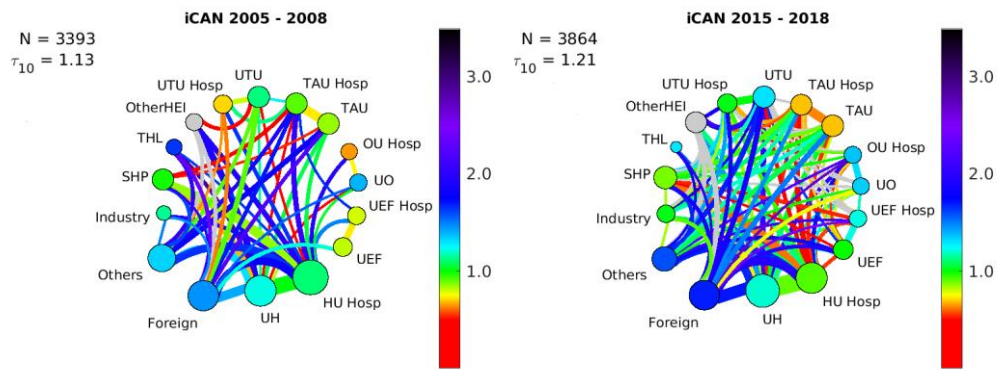 iCAN 2005 - 2008
N = 3393
τ10 = 1.13
UTU
UTU Hosp
TAU Hosp
OtherHEI
TAU
THL
OU Hosp
SHP
UO
Industry
UEF Hosp
Others
UEF
HU Hosp
Foreign
UH
3.0
2.0
1.0
iCAN 2015 - 2018
N = 3864
τ10 = 1.21
UTU
UTU Hosp
TAU Hosp
OtherHEI
TAU
THL
OU Hosp
SHP
UO
Industry
UEF Hosp
Others
UEF
HU Hosp
Foreign
UH
3.0
2.0
1.0